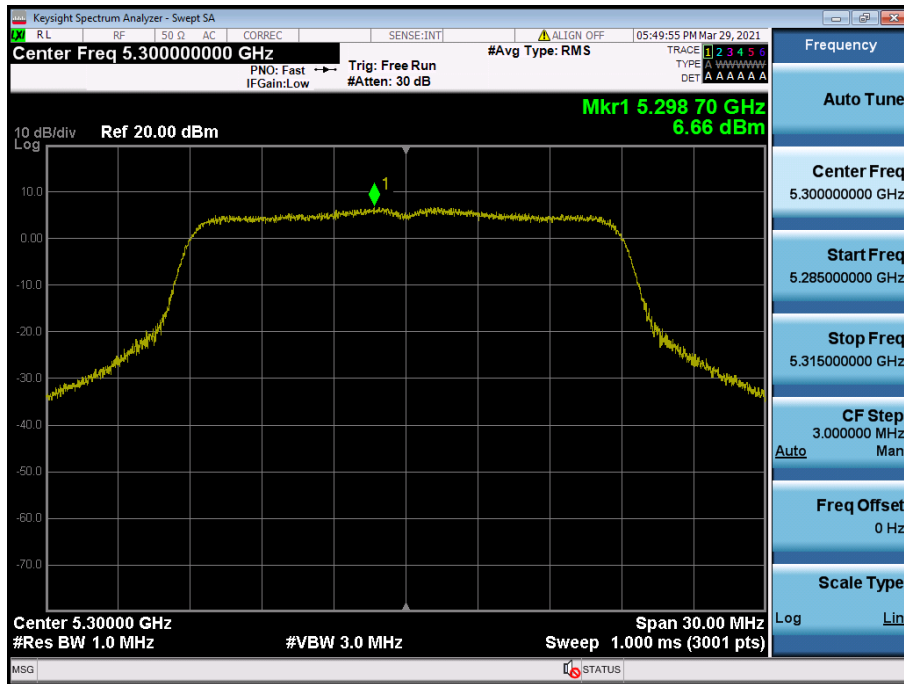 Keysight Spectrum Analyzer - Swept SA
LXI RL RF 50 Ω AC CORREC SENSE:INT ALIGN OFF 05:49:55 PM Mar 29, 2021
Center Freq 5.300000000 GHz
PNO: Fast
IFGain:Low
Trig: Free Run
#Atten: 30 dB
#Avg Type: RMS
TRACE 1 2 3 4 5 6
TYPE A WWWWW
DET A A A A A A
Mkr1 5.298 70 GHz
6.66 dBm
10 dB/div Ref 20.00 dBm
Log
1
10.0
0.00
-10.0
-20.0
-30.0
-40.0
-50.0
-60.0
-70.0
Center 5.30000 GHz Span 30.00 MHz
#Res BW 1.0 MHz #VBW 3.0 MHz Sweep 1.000 ms (3001 pts)
MSG STATUS
Frequency
Auto Tune
Center Freq
5.300000000 GHz
Start Freq
5.285000000 GHz
Stop Freq
5.315000000 GHz
CF Step
3.000000 MHz
Auto Man
Freq Offset
0 Hz
Scale Type
Log Lin